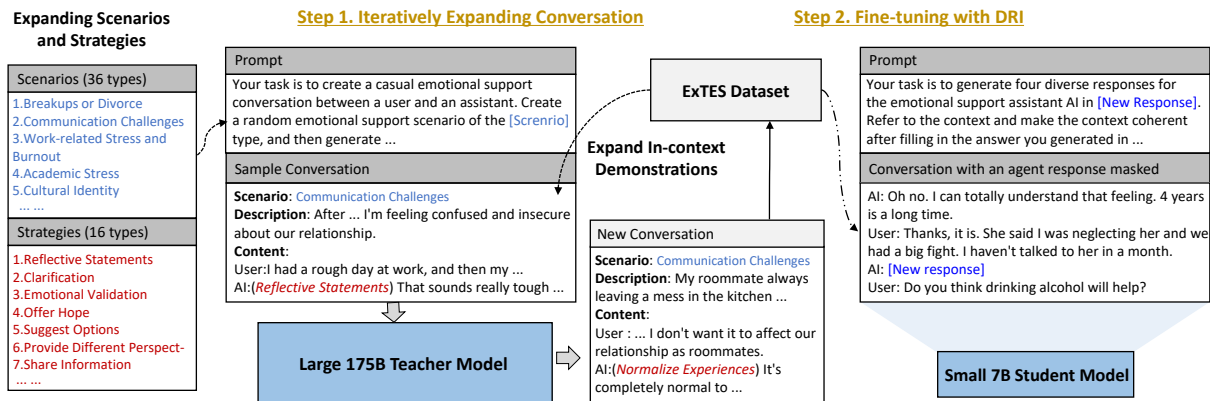 Expanding Scenarios
and Strategies
Scenarios (36 types)
1.Breakups or Divorce
2.Communication Challenges
3.Work-related Stress and
Burnout
4.Academic Stress
5.Cultural Identity
... ...
Strategies (16 types)
1.Reflective Statements
2.Clarification
3.Emotional Validation
4.Offer Hope
5.Suggest Options
6.Provide Different Perspect-
7.Share Information
... ...
Step 1. Iteratively Expanding Conversation
Prompt
Your task is to create a casual emotional support
conversation between a user and an assistant. Create
a random emotional support scenario of the [Screnrio]
type, and then generate ...
Sample Conversation
Scenario: Communication Challenges
Description: After ... I'm feeling confused and insecure
about our relationship.
Content:
User:I had a rough day at work, and then my ...
AI:(Reflective Statements) That sounds really tough ...
Large 175B Teacher Model
ExTES Dataset
Expand In-context
Demonstrations
New Conversation
Scenario: Communication Challenges
Description: My roommate always
leaving a mess in the kitchen ...
Content:
User : ... I don't want it to affect our
relationship as roommates.
AI:(Normalize Experiences) It's
completely normal to ...
Step 2. Fine-tuning with DRI
Prompt
Your task is to generate four diverse responses for
the emotional support assistant AI in [New Response].
Refer to the context and make the context coherent
after filling in the answer you generated in ...
Conversation with an agent response masked
AI: Oh no. I can totally understand that feeling. 4 years
is a long time.
User: Thanks, it is. She said I was neglecting her and we
had a big fight. I haven't talked to her in a month.
AI: [New response]
User: Do you think drinking alcohol will help?
Small 7B Student Model